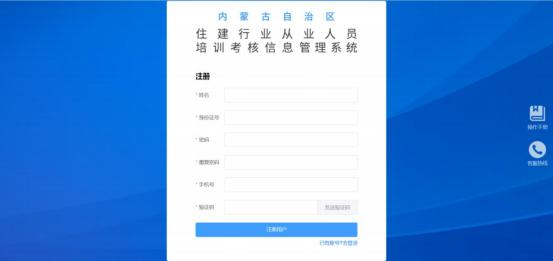 内蒙古自治区
住建行业从业人员
培训考核信息管理系统
注册
* 姓名
* 身份证号
* 密码
* 重复密码
* 手机号
* 验证码 发送验证码
注册用户
已有账号?去登录
操作手册
客服热线